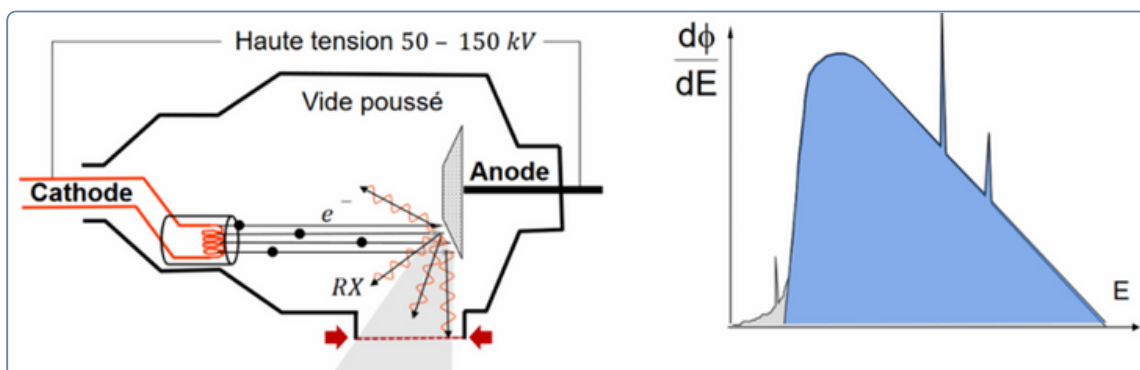 Haute tension 50 – 150 kV
Vide poussé
Cathode
Anode
e⁻
RX
dϕ
dE
E